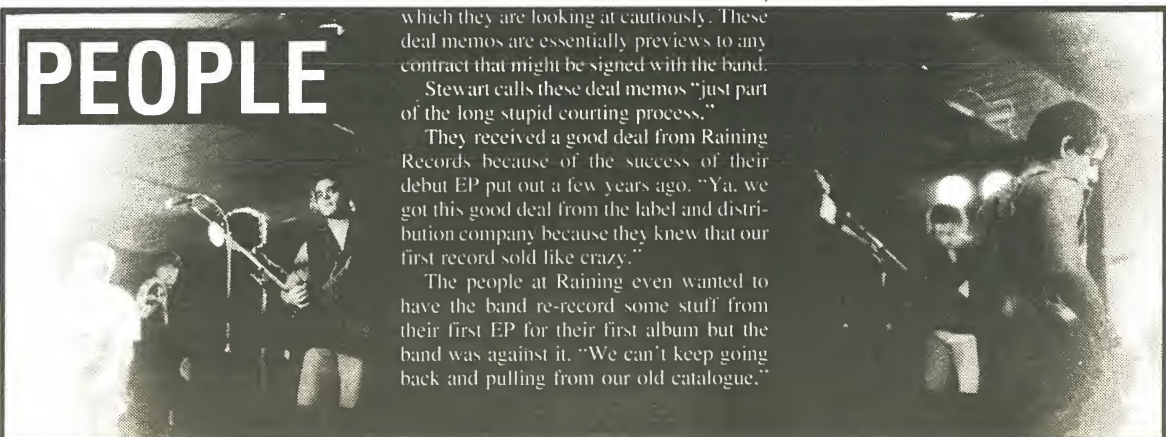 PEOPLE
which they are looking at cautiously. These
deal memos are essentially previews to any
contract that might be signed with the band.
Stewart calls these deal memos "just part
of the long stupid courting process."
They received a good deal from Raining
Records because of the success of their
debut EP put out a few years ago. "Ya, we
got this good deal from the label and distri-
bution company because they knew that our
first record sold like crazy."
The people at Raining even wanted to
have the band re-record some stuff from
their first EP for their first album but the
band was against it. "We can't keep going
back and pulling from our old catalogue."